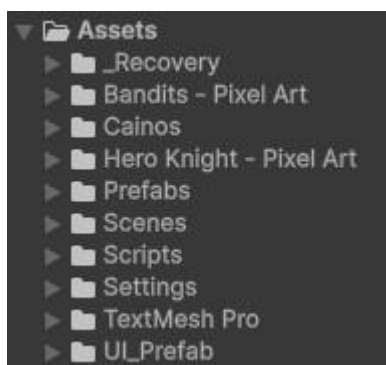 Assets
_Recovery
Bandits - Pixel Art
Cainos
Hero Knight - Pixel Art
Prefabs
Scenes
Scripts
Settings
TextMesh Pro
UI_Prefab